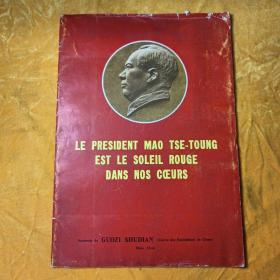 LE PRESIDENT MAO TSE-TOUNG
EST LE SOLEIL ROUGE
DANS NOS CŒURS
GUOZI SHUDIAN